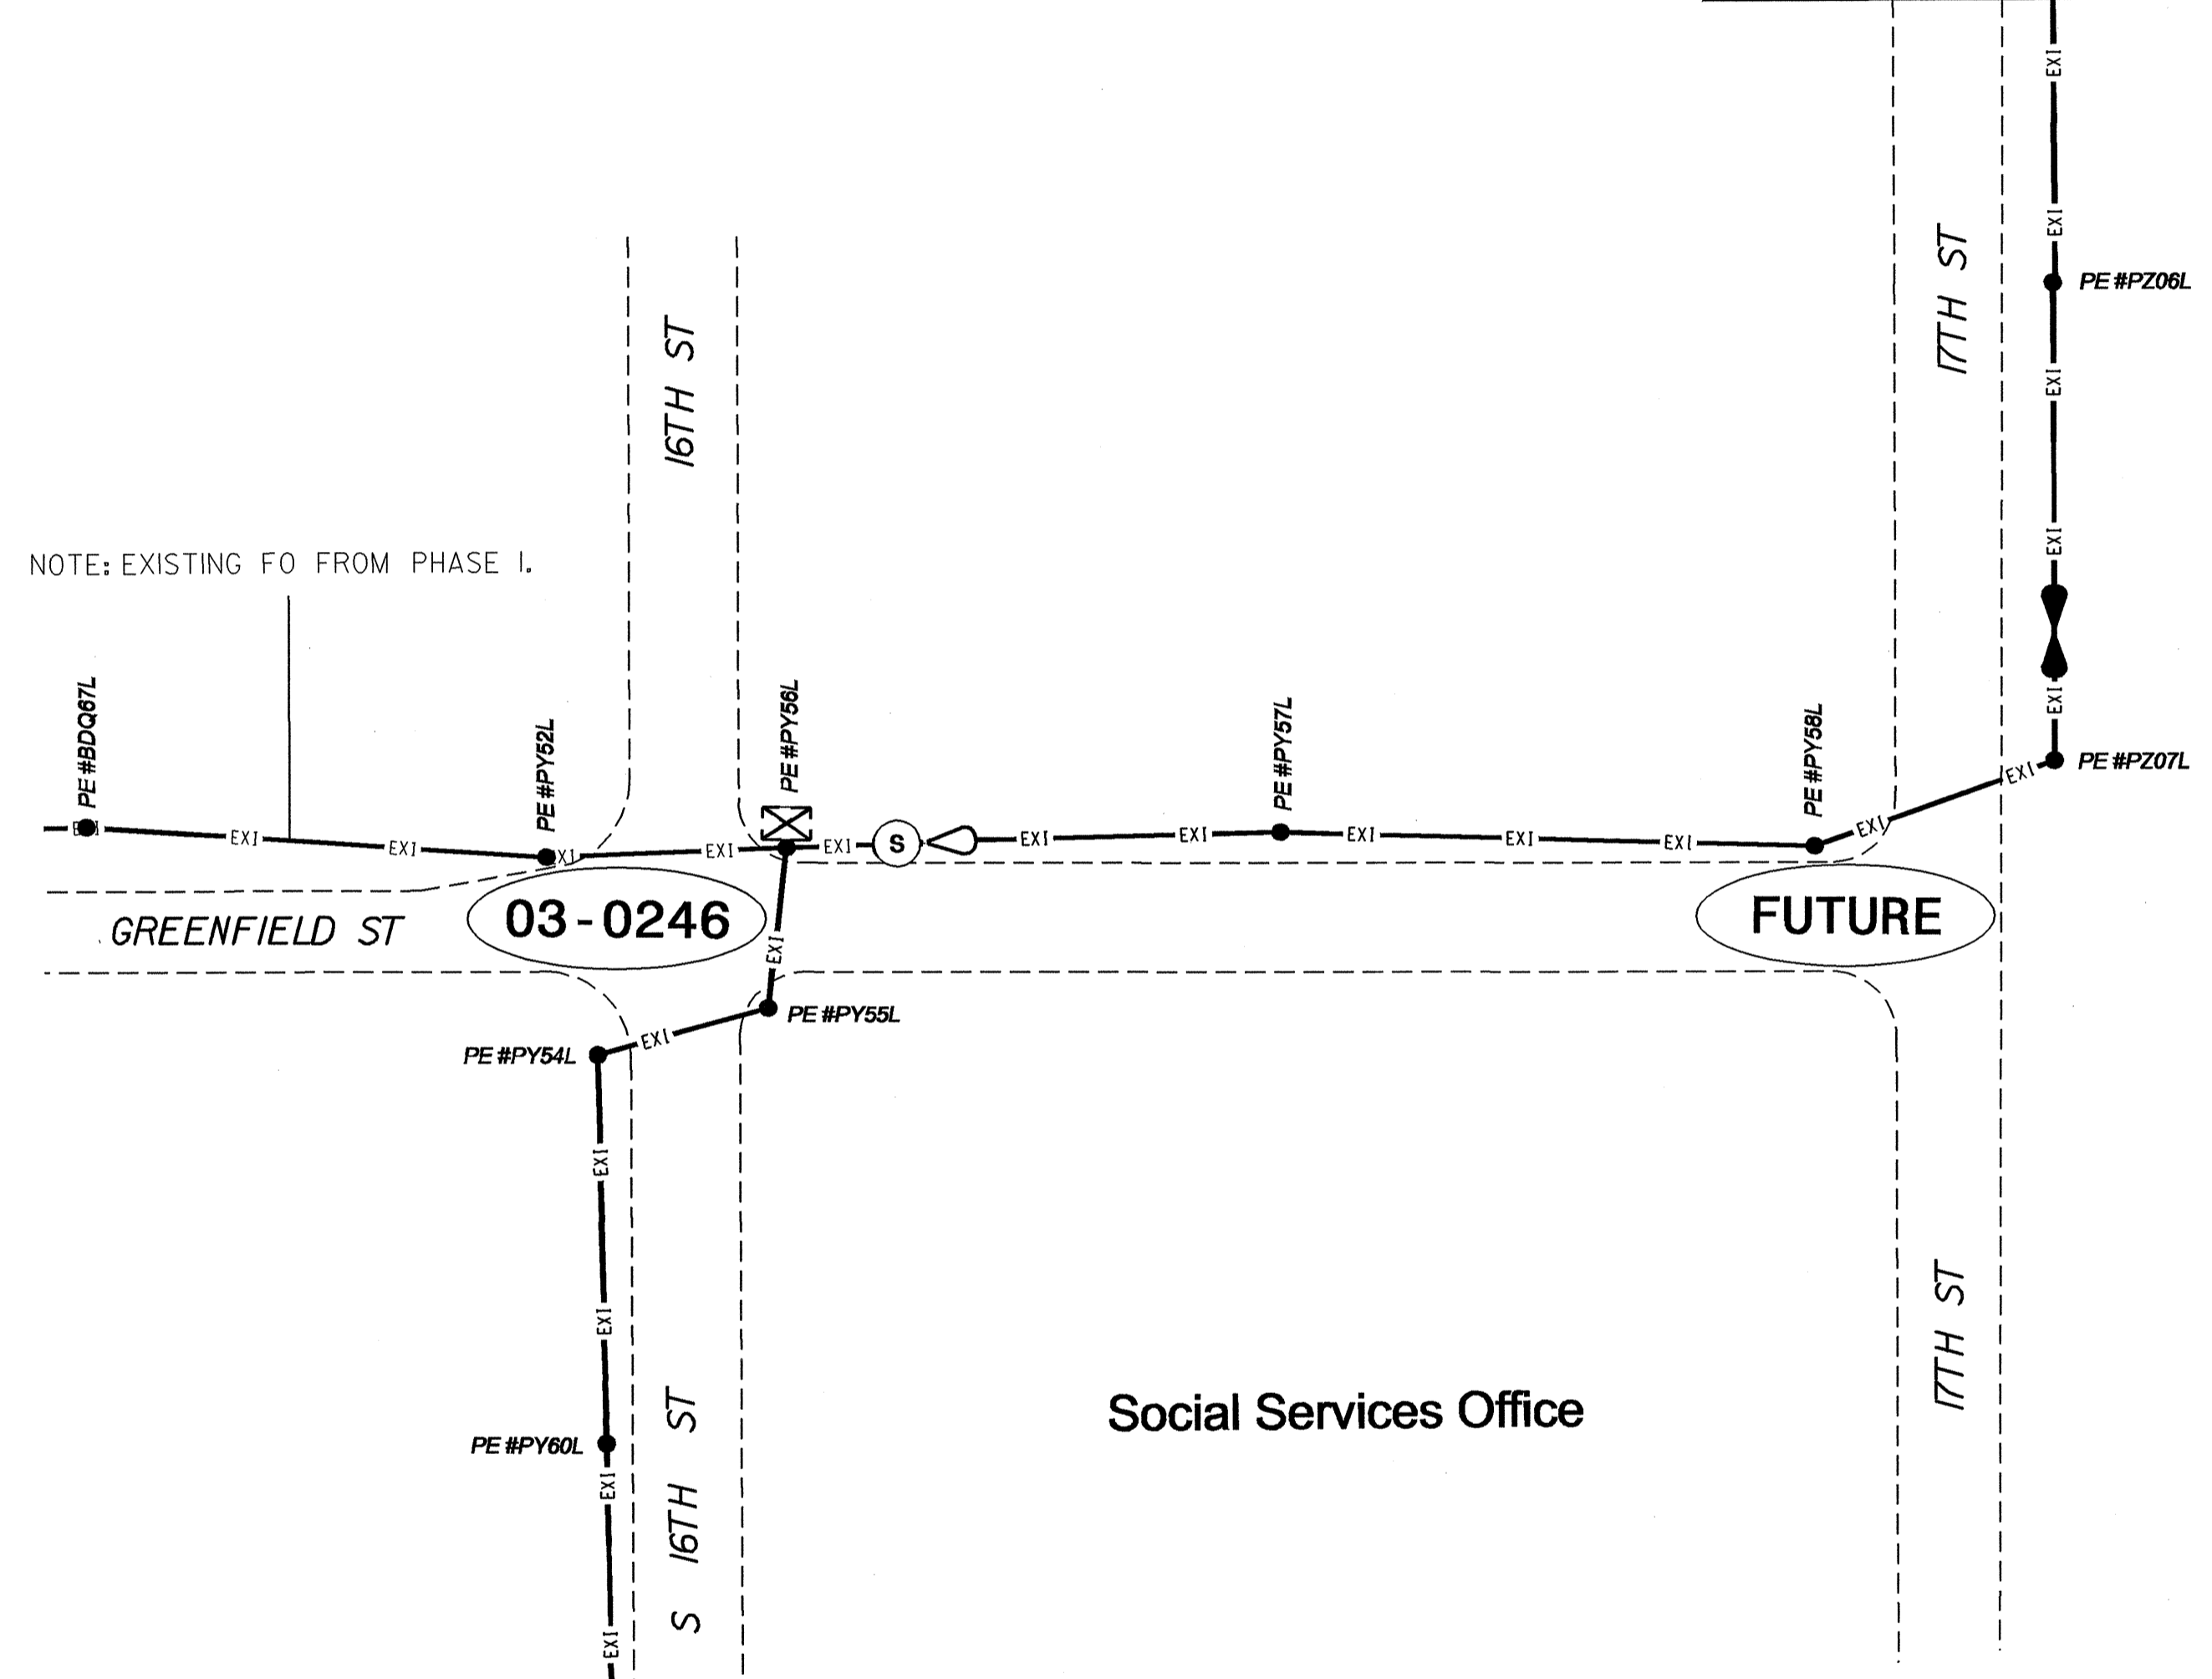 EXI
EXI
PE #PZ06L
17TH ST
16TH ST
EXI
EXI
NOTE: EXISTING FO FROM PHASE 1.
PE #BDQ67L
PE #PY52L
PE #PY56L
PE #PY57L
PE #PY58L
EXI
PE #PZ07L
EXI
EXI
EXI
EXI
EXI
EXI
S
EXI
EXI
EXI
EXI
EXI
EXI
GREENFIELD ST
03-0246
FUTURE
EXI
PE #PY55L
EXI
PE #PY54L
EXI
EXI
17TH ST
Social Services Office
PE #PY60L
EXI
S 16TH ST
EXI